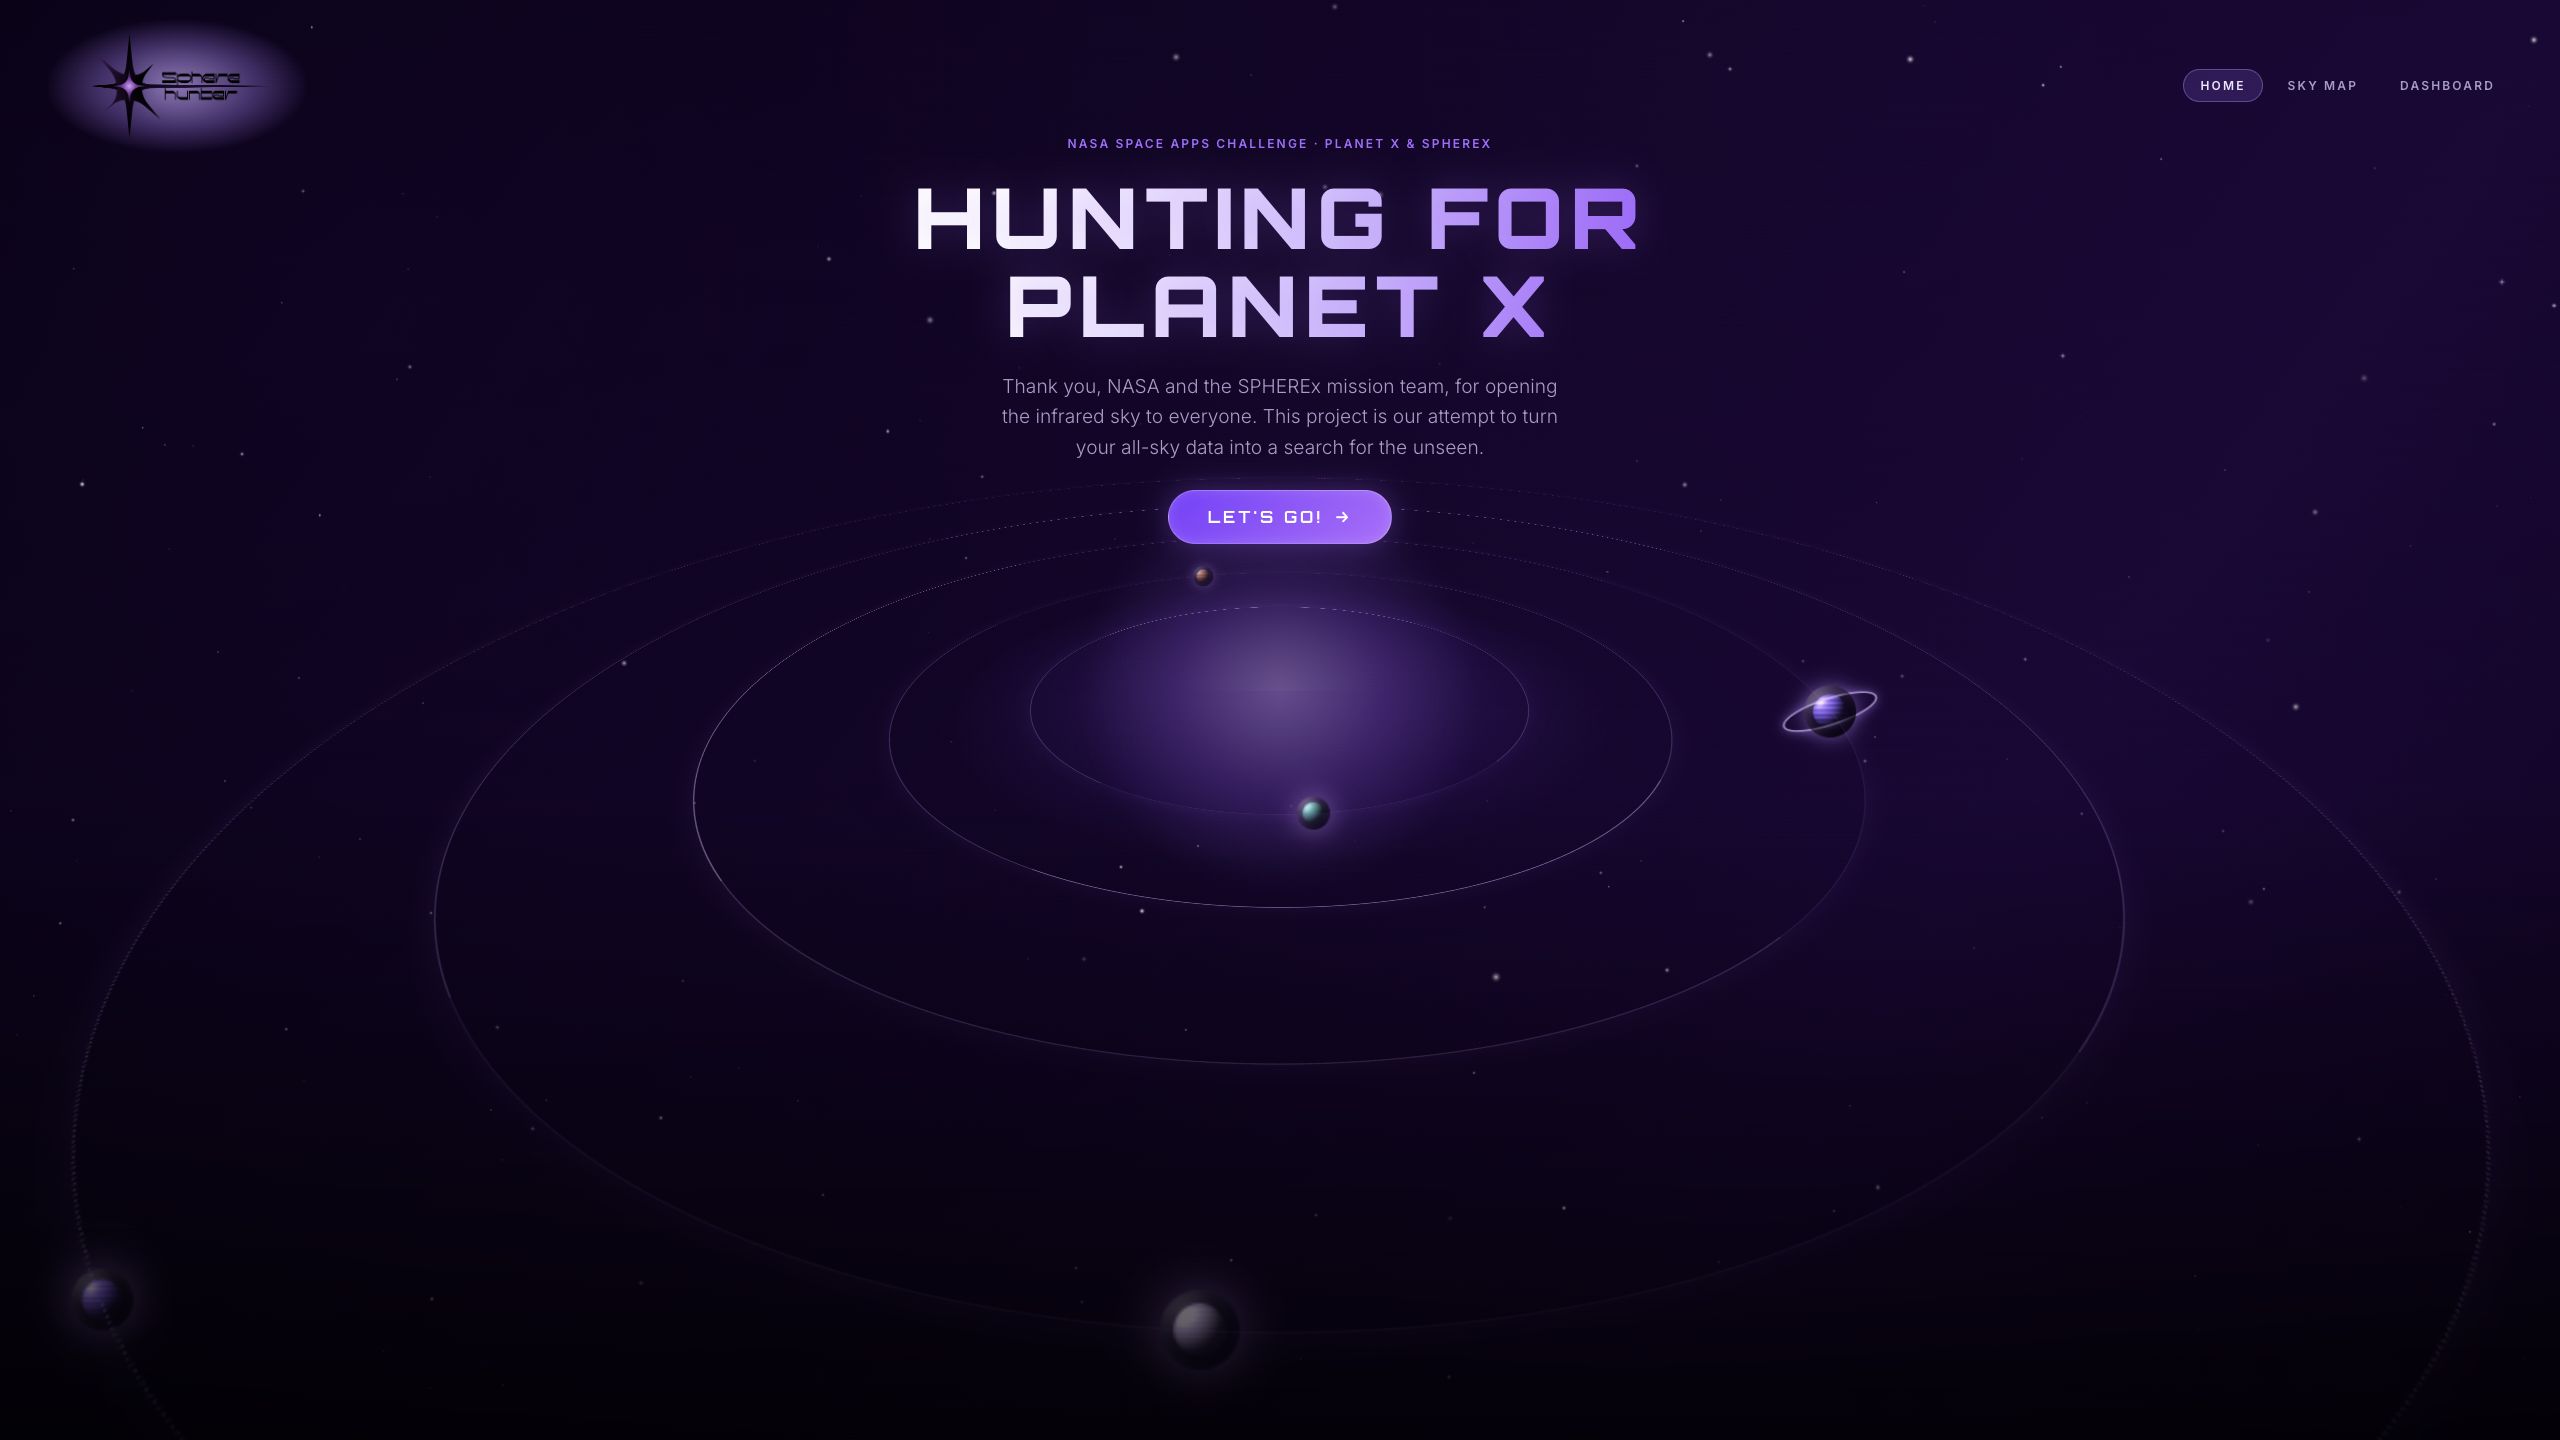 Sphere
hunter
HOME
SKY MAP
DASHBOARD
NASA SPACE APPS CHALLENGE · PLANET X & SPHEREX
HUNTING FOR
PLANET X
Thank you, NASA and the SPHEREx mission team, for opening
the infrared sky to everyone. This project is our attempt to turn
your all-sky data into a search for the unseen.
LET'S GO! →